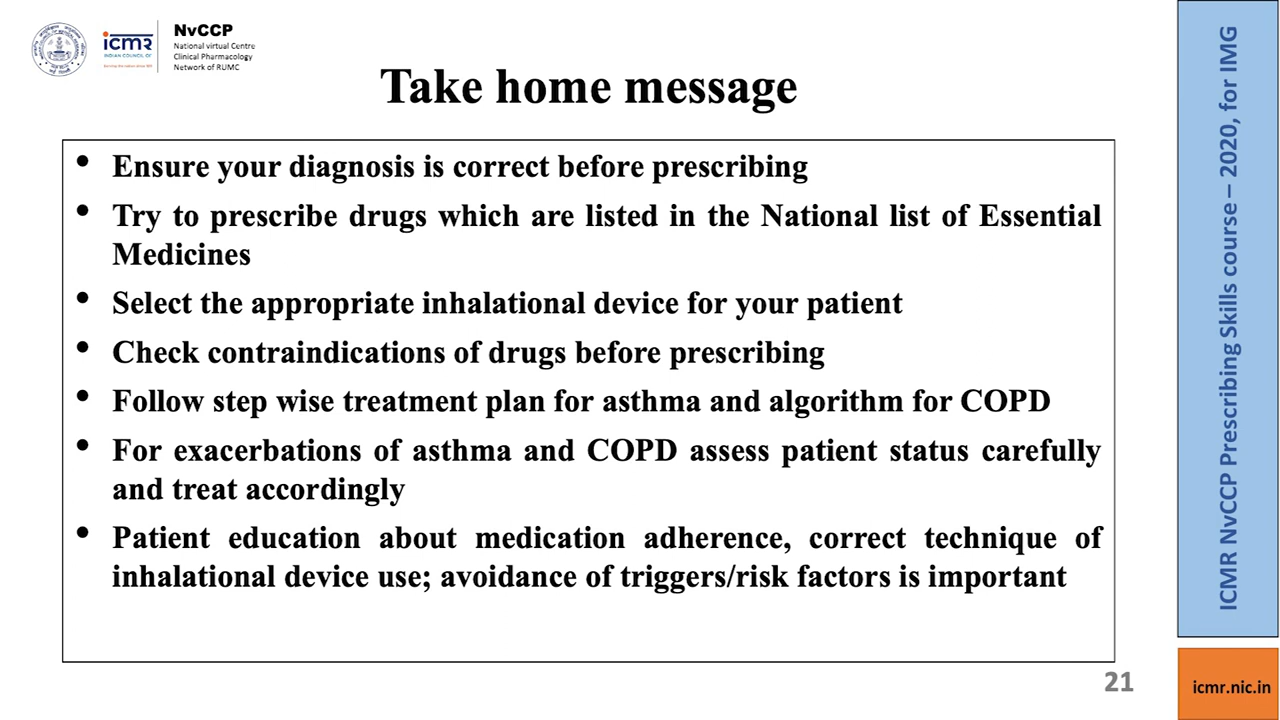 icmr
INDIAN COUNCIL OF
NvCCP
National virtual Centre
Clinical Pharmacology
Network of RUMC
Take home message
• Ensure your diagnosis is correct before prescribing
• Try to prescribe drugs which are listed in the National list of Essential
Medicines
• Select the appropriate inhalational device for your patient
• Check contraindications of drugs before prescribing
• Follow step wise treatment plan for asthma and algorithm for COPD
• For exacerbations of asthma and COPD assess patient status carefully
and treat accordingly
• Patient education about medication adherence, correct technique of
inhalational device use; avoidance of triggers/risk factors is important
21
ICMR NvCCP Prescribing Skills course – 2020, for IMG
icmr.nic.in